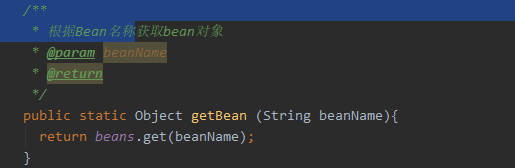 /**
* 根据Bean名称获取bean对象
* @param beanName
* @return
*/
public static Object getBean (String beanName){
return beans.get(beanName);
}